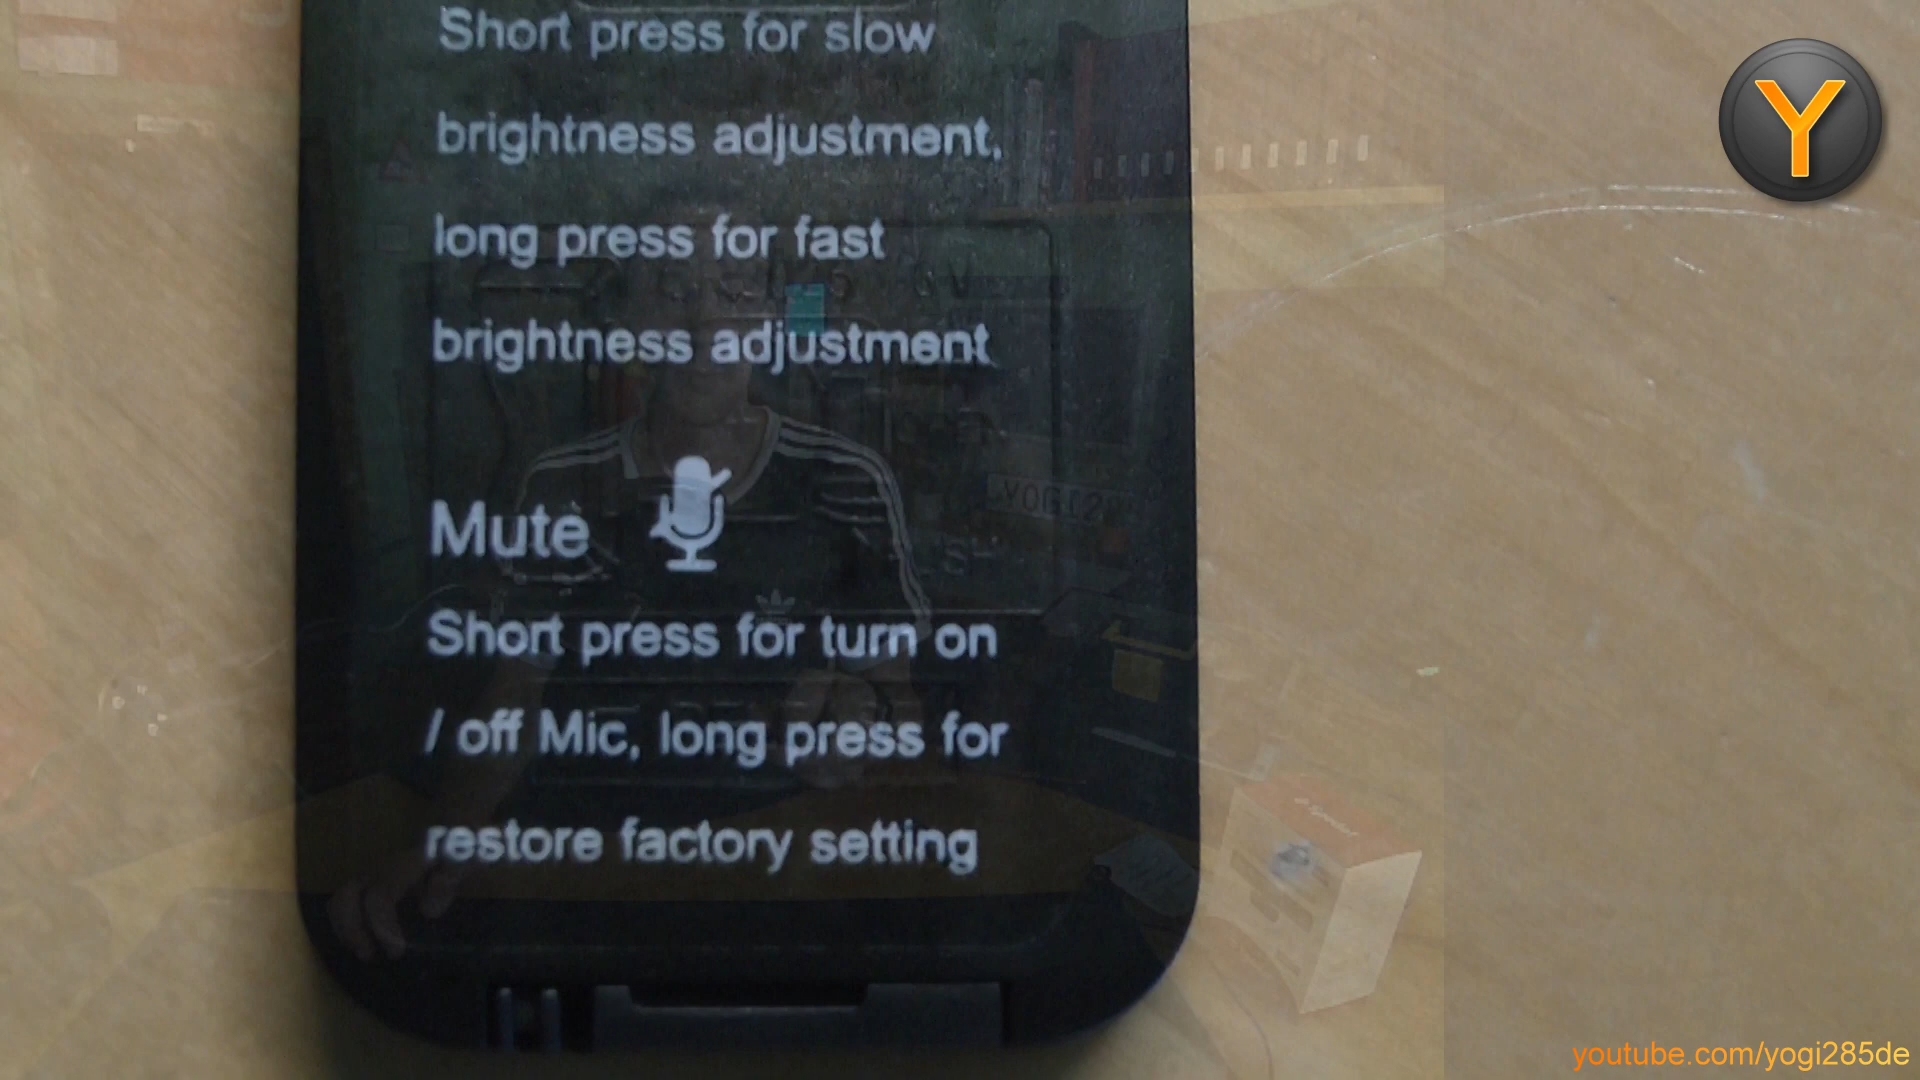 Short press for slow
brightness adjustment,
long press for fast
brightness adjustment
Mute
Short press for turn on
/ off Mic, long press for
restore factory setting
Y
youtube.com/yogi285de